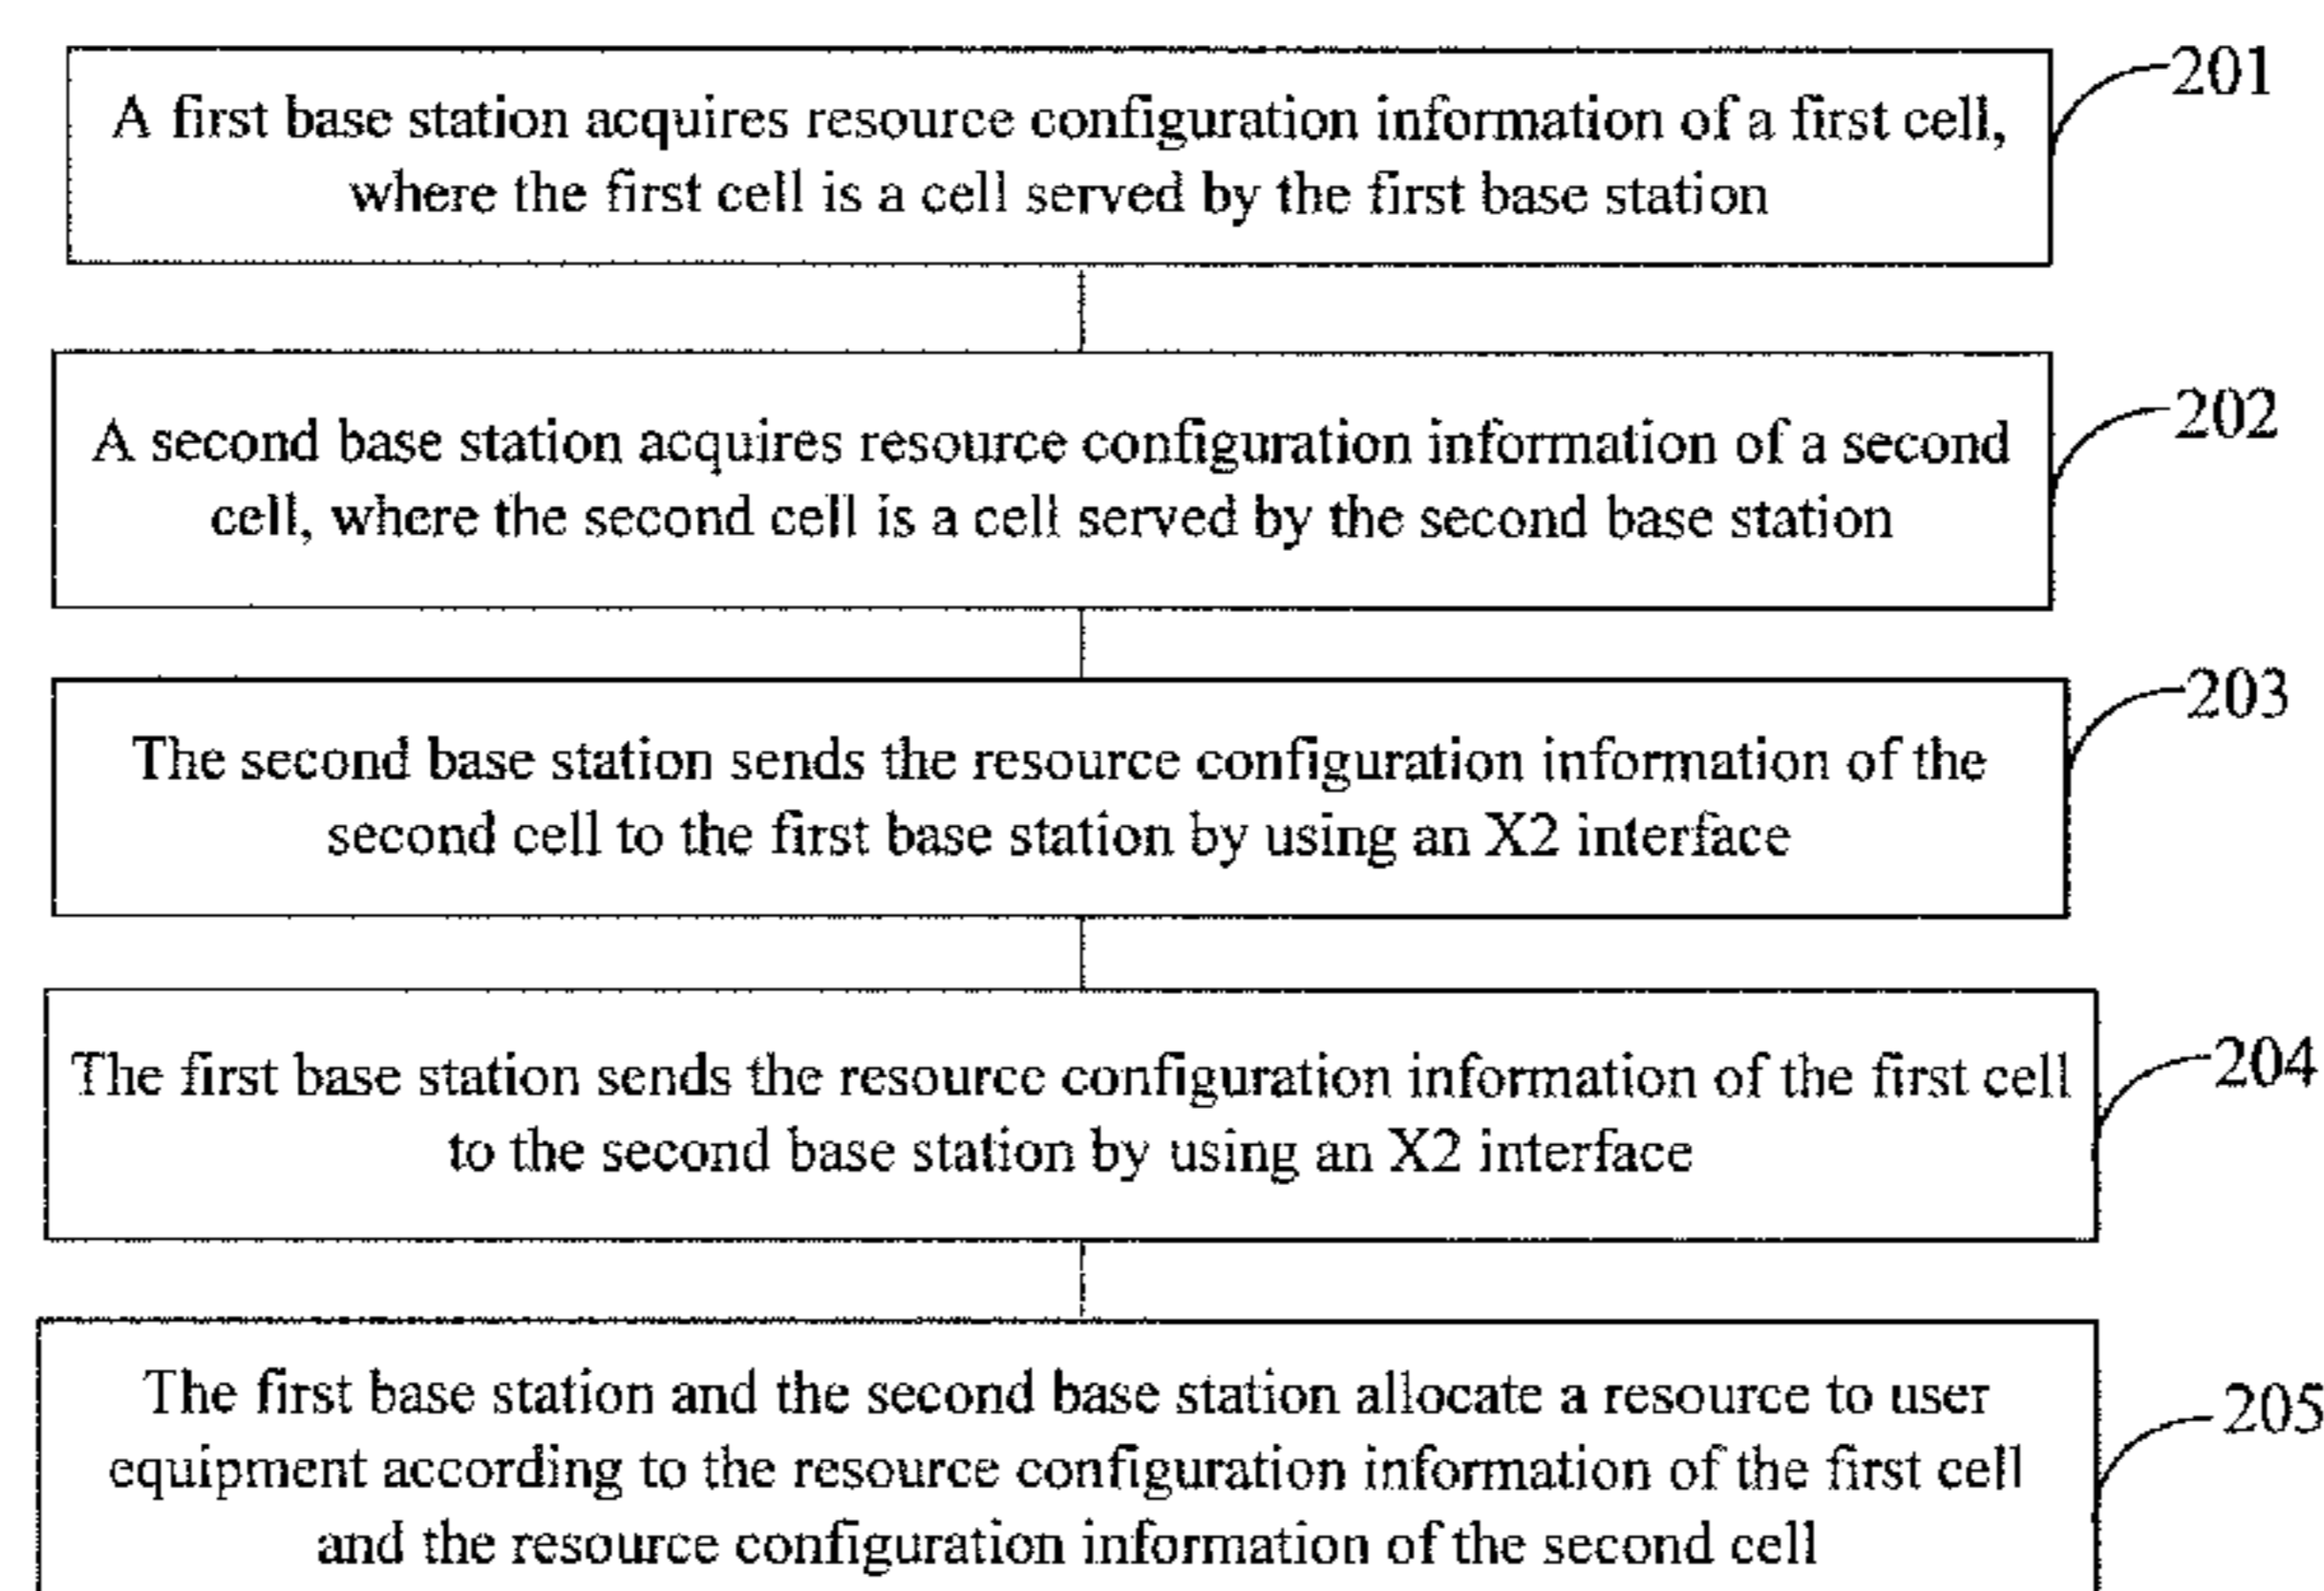 A first base station acquires resource configuration information of a first cell,
where the first cell is a cell served by the first base station
201
A second base station acquires resource configuration information of a second
cell, where the second cell is a cell served by the second base station
202
The second base station sends the resource configuration information of the
second cell to the first base station by using an X2 interface
203
The first base station sends the resource configuration information of the first cell
to the second base station by using an X2 interface
204
The first base station and the second base station allocate a resource to user
equipment according to the resource configuration information of the first cell
and the resource configuration information of the second cell
205